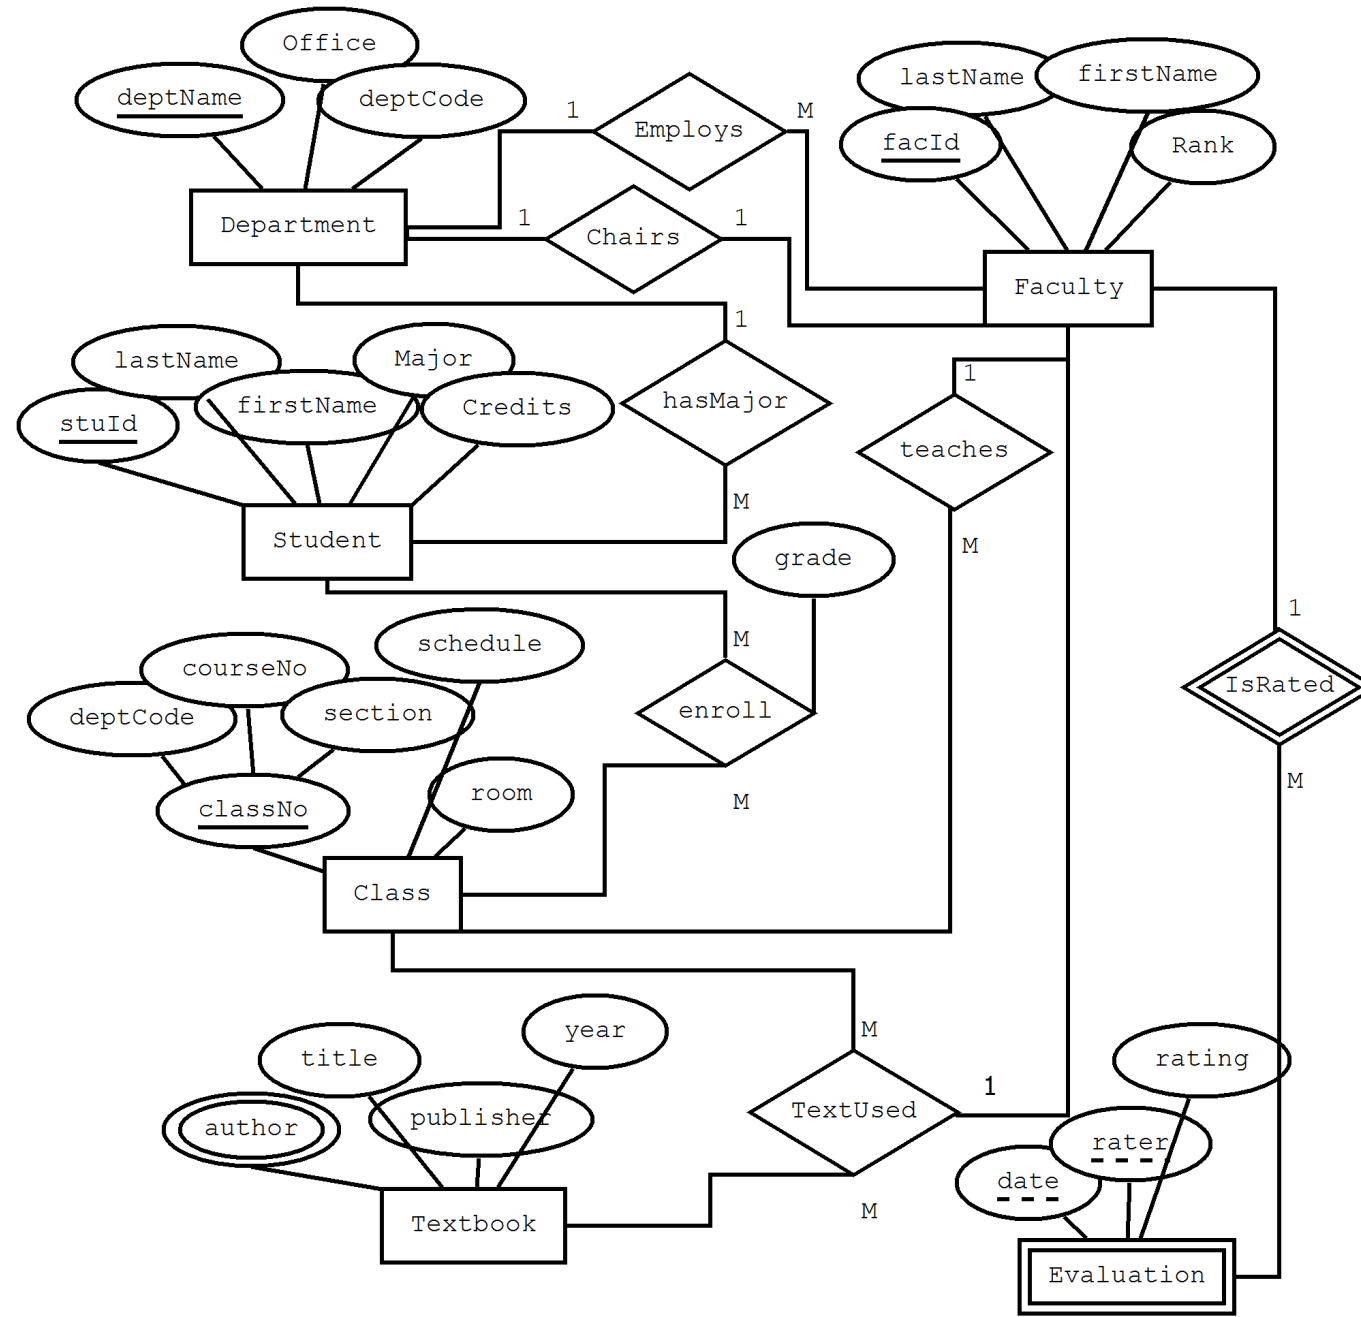 Office
deptName
deptCode
1
Employs
M
lastName
firstName
facId
Rank
Department
1
Chairs
1
Faculty
1
lastName
Major
firstName
Credits
stuId
hasMajor
1
teaches
M
Student
M
grade
1
M
schedule
courseNo
deptCode
section
enroll
IsRated
room
classNo
M
M
Class
M
year
title
1
rating
author
publisher
TextUsed
rater
date
M
Textbook
Evaluation